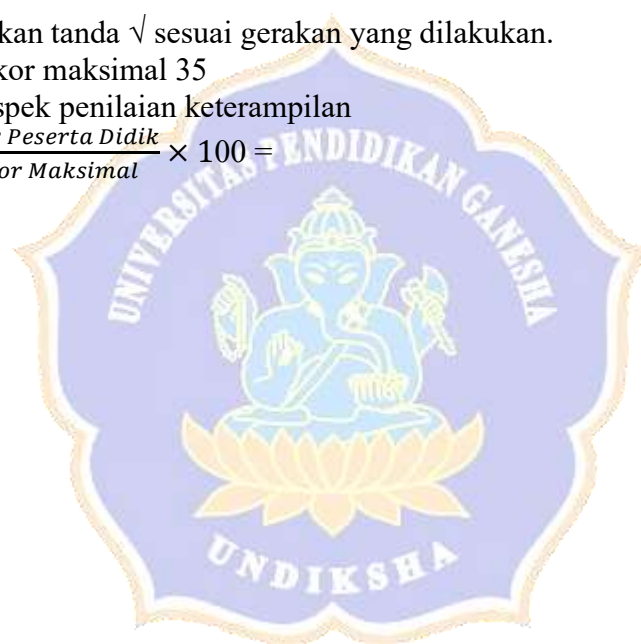 kan tanda √ sesuai gerakan yang dilakukan.
kor maksimal 35
spek penilaian keterampilan
Peserta Didik
or Maksimal × 100 =
UNIVERSITAS PENDIDIKAN GANESHA
UNDIKSHA